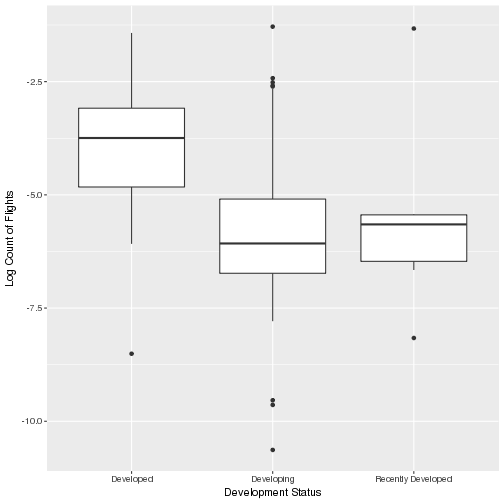 -2.5
-5.0
-7.5
-10.0
Log Count of Flights
Developed Developing Recently Developed
Development Status